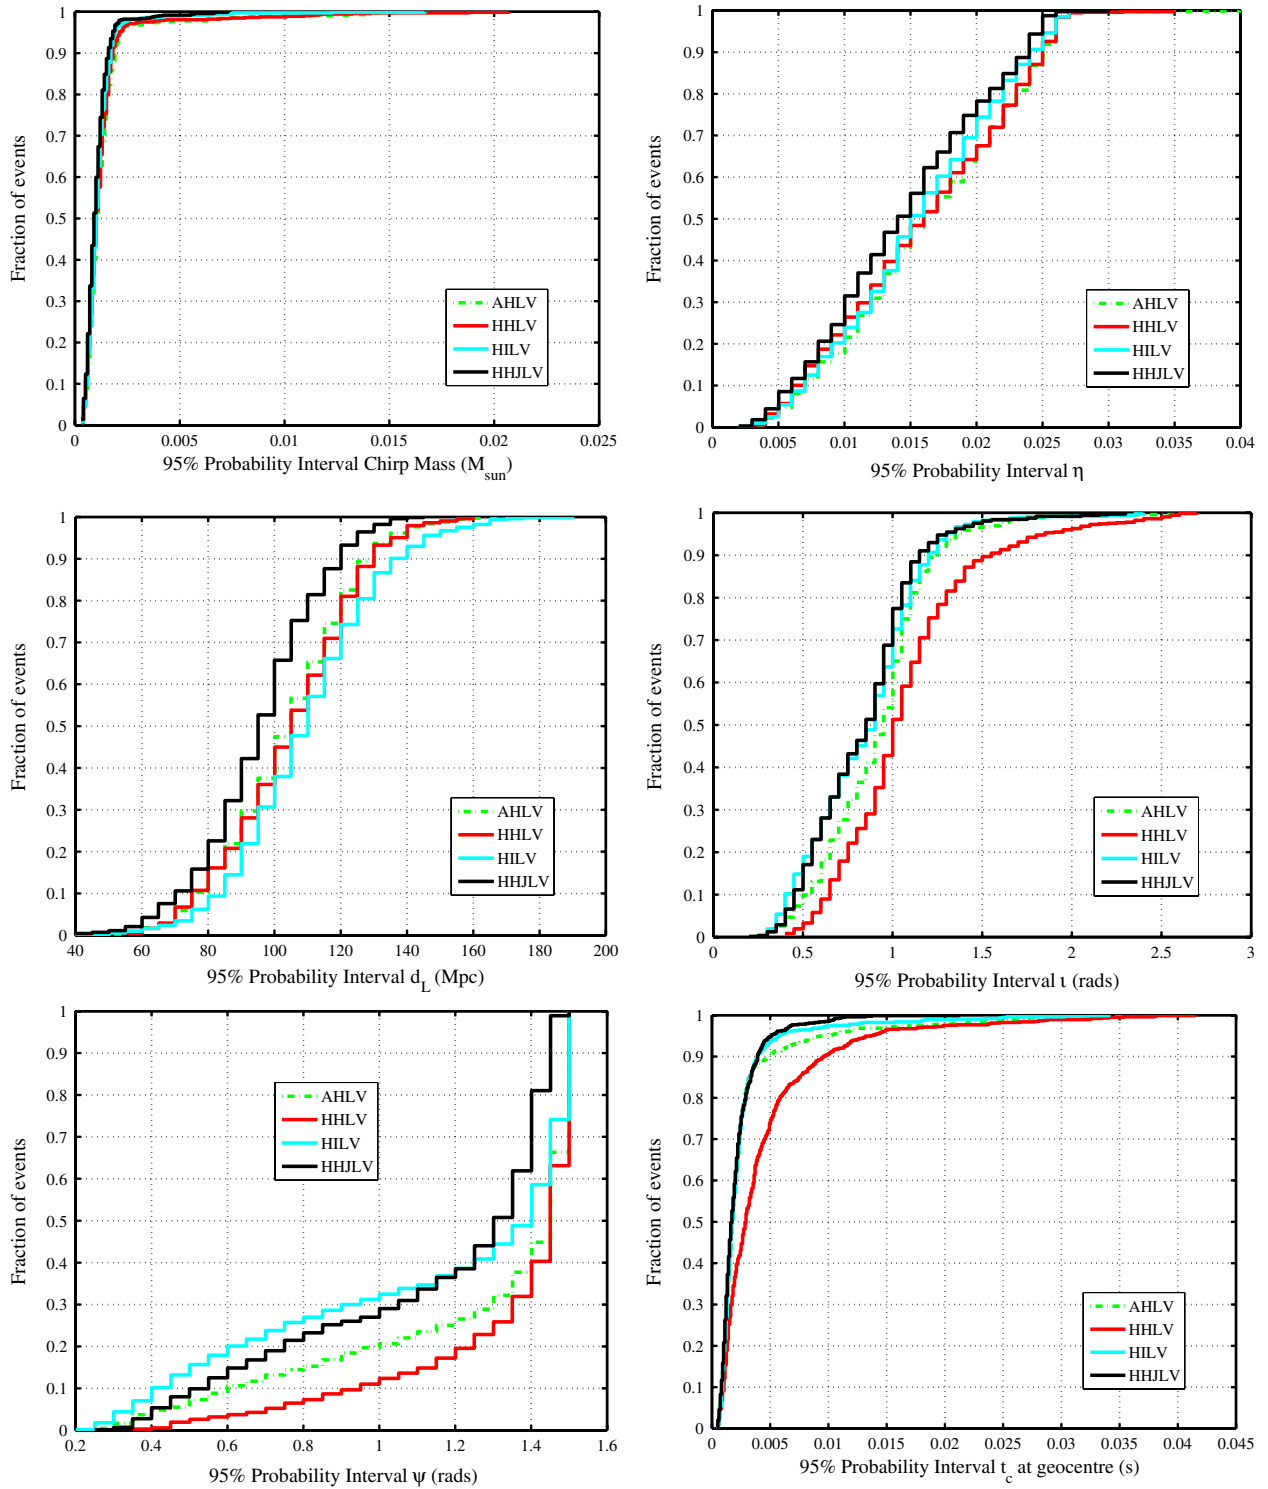 1
0.9
0.8
0.7
0.6
0.5
0.4
0.3
0.2
0.1
0
Fraction of events
AHLV
HHLV
HILV
HHJLV
0 0.005 0.01 0.015 0.02 0.025
95% Probability Interval Chirp Mass (M_sun)
1
0.9
0.8
0.7
0.6
0.5
0.4
0.3
0.2
0.1
0
Fraction of events
AHLV
HHLV
HILV
HHJLV
0 0.005 0.01 0.015 0.02 0.025 0.03 0.035 0.04
95% Probability Interval η
1
0.9
0.8
0.7
0.6
0.5
0.4
0.3
0.2
0.1
0
Fraction of events
AHLV
HHLV
HILV
HHJLV
40 60 80 100 120 140 160 180 200
95% Probability Interval d_L (Mpc)
1
0.9
0.8
0.7
0.6
0.5
0.4
0.3
0.2
0.1
0
Fraction of events
AHLV
HHLV
HILV
HHJLV
0.5 1 1.5 2 2.5 3
95% Probability Interval ι (rads)
1
0.9
0.8
0.7
0.6
0.5
0.4
0.3
0.2
0.1
0
Fraction of events
AHLV
HHLV
HILV
HHJLV
0.2 0.4 0.6 0.8 1 1.2 1.4 1.6
95% Probability Interval ψ (rads)
1
0.9
0.8
0.7
0.6
0.5
0.4
0.3
0.2
0.1
0
Fraction of events
AHLV
HHLV
HILV
HHJLV
0 0.005 0.01 0.015 0.02 0.025 0.03 0.035 0.04 0.045
95% Probability Interval t_c at geocentre (s)